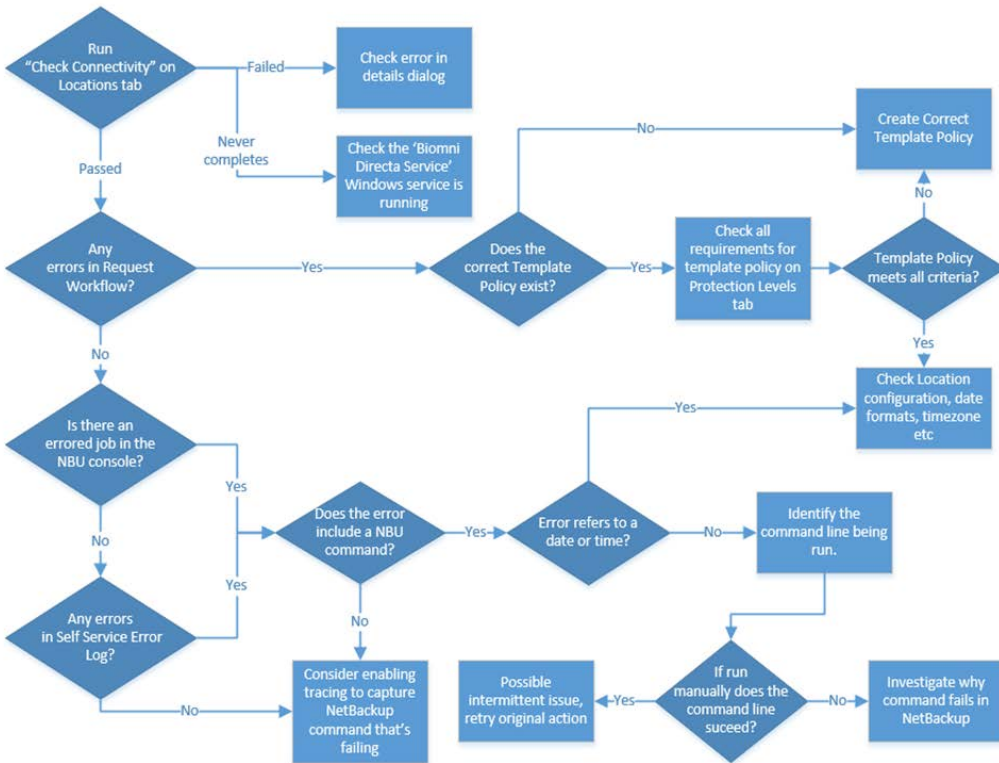 Run
“Check Connectivity” on
Locations tab
Failed
Check error in
details dialog
Never
completes
Check the ‘Biomni
Directa Service’
Windows service is
running
Passed
No
Create Correct
Template Policy
No
Any
errors in Request
Workflow?
Yes
Does the
correct Template
Policy exist?
Yes
Check all
requirements for
template policy on
Protection Levels
tab
Template Policy
meets all criteria?
Yes
Check Location
configuration, date
formats, timezone
etc
No
Is there an
errored job in the
NBU console?
Yes
No
Any errors
in Self Service Error
Log?
Yes
No
Does the error
include a NBU
command?
Yes
No
Consider enabling
tracing to capture
NetBackup
command that’s
failing
Error refers to a
date or time?
Yes
No
Identify the
command line being
run.
If run
manually does the
command line
suceed?
Yes
Possible
intermittent issue,
retry original action
No
Investigate why
command fails in
NetBackup